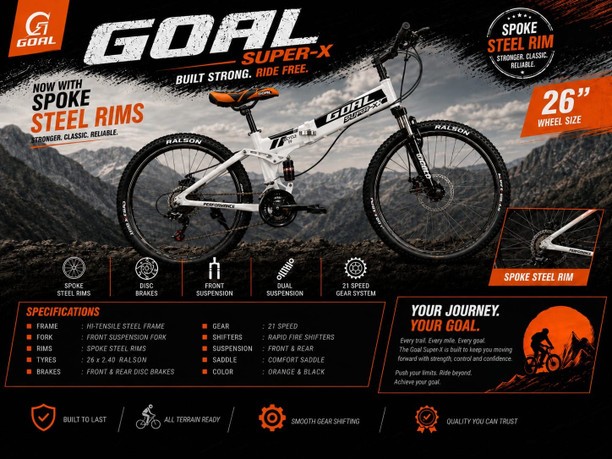 GOAL
GOAL
SUPER-X
BUILT STRONG. RIDE FREE.
SPOKE
STEEL RIM
STRONGER. CLASSIC.
RELIABLE.
NOW WITH
SPOKE
STEEL RIMS
STRONGER. CLASSIC. RELIABLE.
26"
WHEEL SIZE
GOAL
SUPER-X
RALSON
RALSON
PERFORMANCE
SPOKE STEEL RIM
SPOKE
STEEL RIMS
DISC
BRAKES
FRONT
SUSPENSION
DUAL
SUSPENSION
21 SPEED
GEAR SYSTEM
SPECIFICATIONS
FRAME : HI-TENSILE STEEL FRAME
FORK : FRONT SUSPENSION FORK
RIMS : SPOKE STEEL RIMS
TYRES : 26 x 2.40 RALSON
BRAKES : FRONT & REAR DISC BRAKES
GEAR : 21 SPEED
SHIFTERS : RAPID FIRE SHIFTERS
SUSPENSION : FRONT & REAR
SADDLE : COMFORT SADDLE
COLOR : ORANGE & BLACK
YOUR JOURNEY.
YOUR GOAL.
Every trail. Every mile. Every goal.
The Goal Super-X is built to keep you moving
forward with strength, control and confidence.
Push your limits. Ride beyond.
Achieve your goal.
BUILT TO LAST
ALL TERRAIN READY
SMOOTH GEAR SHIFTING
QUALITY YOU CAN TRUST